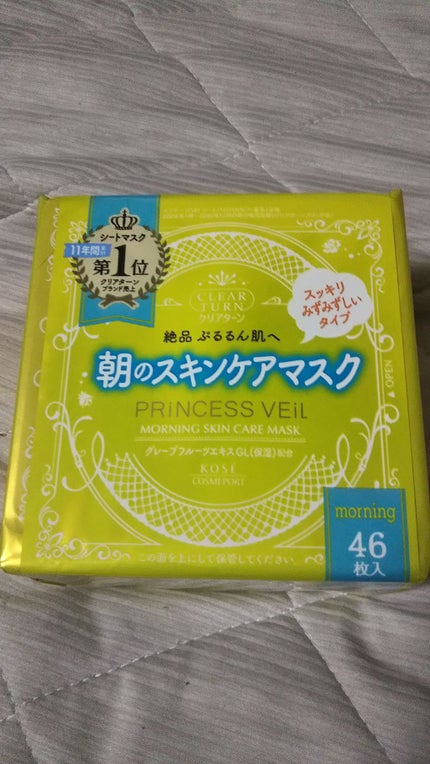 シートマスク
11年間
第1位
クリアターン
ブランド売上
CLEAR
TURN
クリアターン
スッキリ
みずみずしい
タイプ
絶品 ぷるるん肌へ
朝のスキンケアマスク
PRiNCESS VEiL
MORNING SKIN CARE MASK
グレープフルーツエキスGL(保湿)配合
KOSÉ
COSMEPORT
OPEN
morning
46
枚入
この面を上にして保管してください。